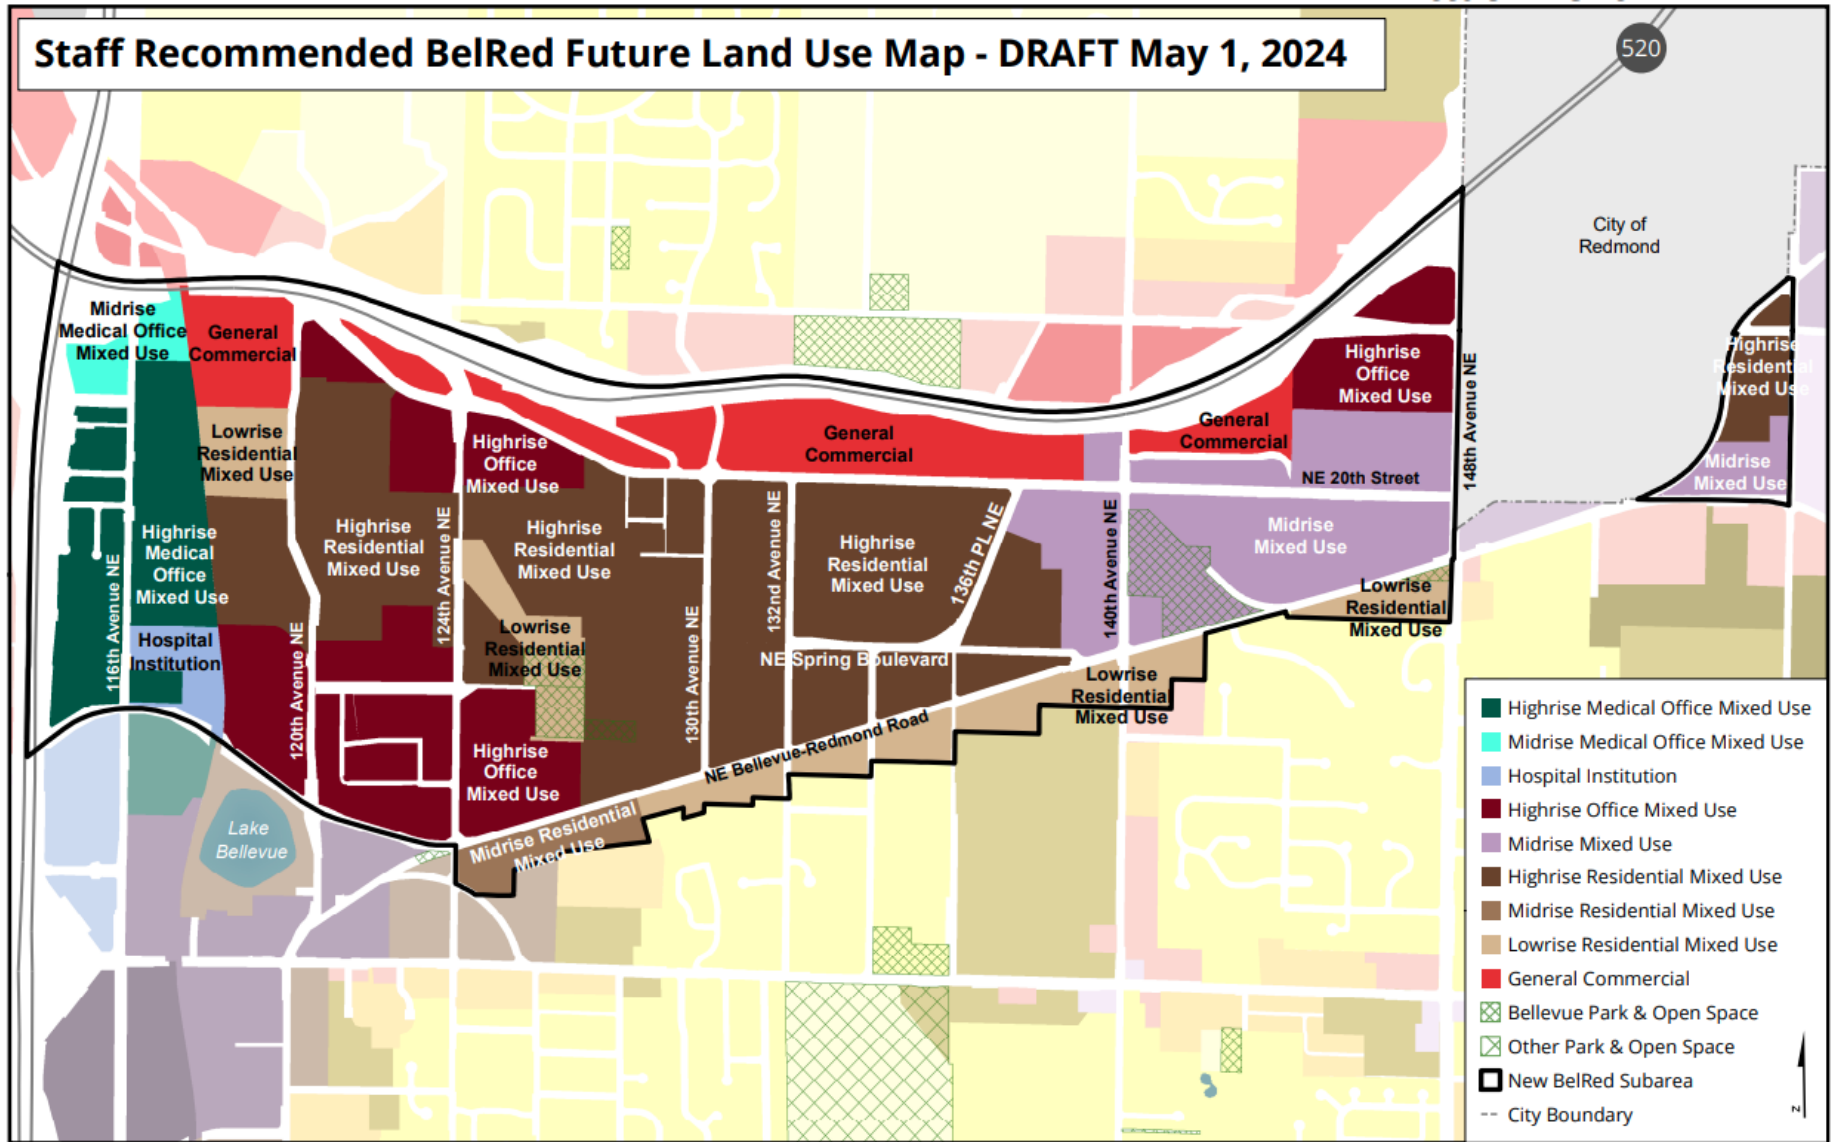 Staff Recommended BelRed Future Land Use Map - DRAFT May 1, 2024
520
City of
Redmond
Midrise
Medical Office
Mixed Use
General
Commercial
Lowrise
Residential
Mixed Use
Highrise
Office
Mixed Use
General
Commercial
General
Commercial
Highrise
Office
Mixed Use
148th Avenue NE
Highrise
Residential
Mixed Use
Midrise
Mixed Use
NE 20th Street
Highrise
Medical
Office
Mixed Use
116th Avenue NE
Highrise
Residential
Mixed Use
124th Avenue NE
Highrise
Residential
Mixed Use
132nd Avenue NE
Highrise
Residential
Mixed Use
136th PL NE
140th Avenue NE
Midrise
Mixed Use
Lowrise
Residential
Mixed Use
Hospital
Institution
120th Avenue NE
Lowrise
Residential
Mixed Use
130th Avenue NE
NE Spring Boulevard
Lowrise
Residential
Mixed Use
Highrise
Office
Mixed Use
NE Bellevue-Redmond Road
Midrise Residential
Mixed Use
Lake
Bellevue
Highrise Medical Office Mixed Use
Midrise Medical Office Mixed Use
Hospital Institution
Highrise Office Mixed Use
Midrise Mixed Use
Highrise Residential Mixed Use
Midrise Residential Mixed Use
Lowrise Residential Mixed Use
General Commercial
Bellevue Park & Open Space
Other Park & Open Space
New BelRed Subarea
City Boundary
N